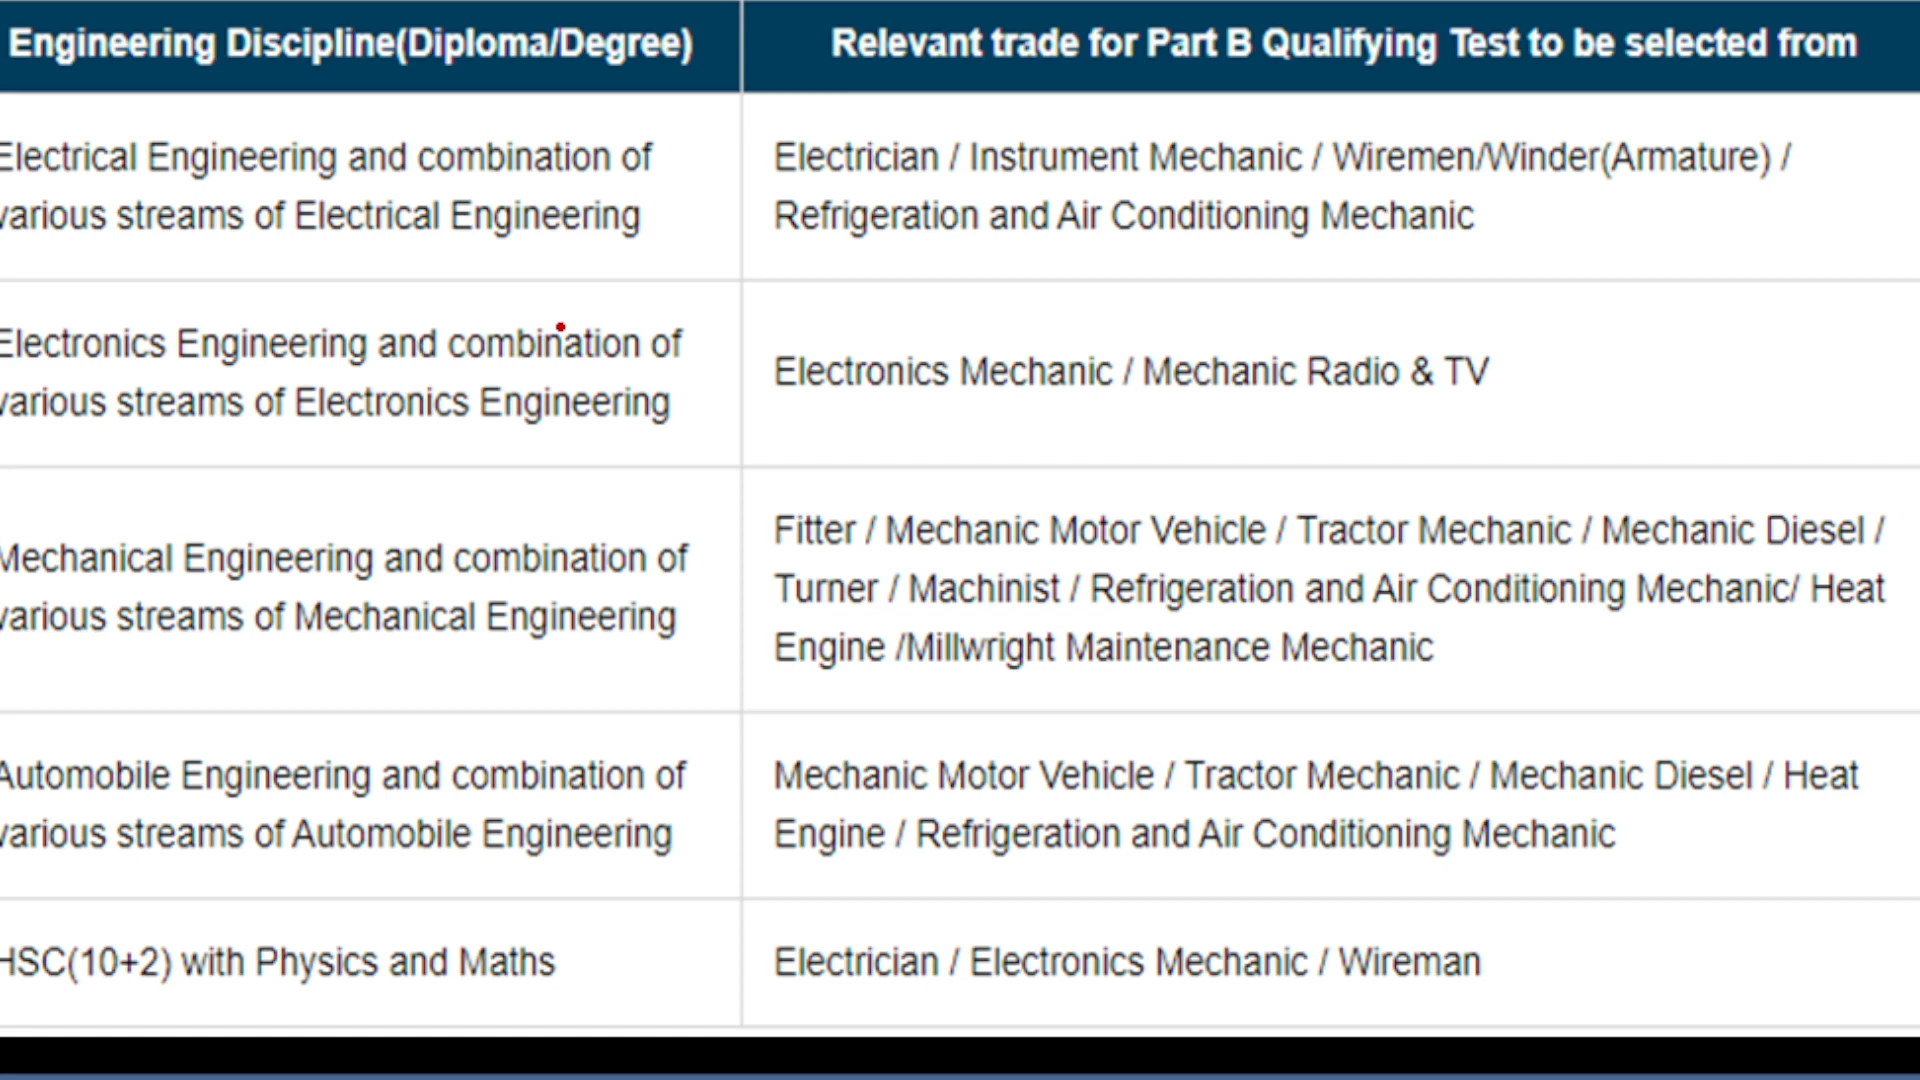 Engineering Discipline(Diploma/Degree)
Relevant trade for Part B Qualifying Test to be selected from
Electrical Engineering and combination of
various streams of Electrical Engineering
Electrician / Instrument Mechanic / Wiremen/Winder(Armature) /
Refrigeration and Air Conditioning Mechanic
Electronics Engineering and combination of
various streams of Electronics Engineering
Electronics Mechanic / Mechanic Radio & TV
Mechanical Engineering and combination of
various streams of Mechanical Engineering
Fitter / Mechanic Motor Vehicle / Tractor Mechanic / Mechanic Diesel /
Turner / Machinist / Refrigeration and Air Conditioning Mechanic/ Heat
Engine /Millwright Maintenance Mechanic
Automobile Engineering and combination of
various streams of Automobile Engineering
Mechanic Motor Vehicle / Tractor Mechanic / Mechanic Diesel / Heat
Engine / Refrigeration and Air Conditioning Mechanic
HSC(10+2) with Physics and Maths
Electrician / Electronics Mechanic / Wireman